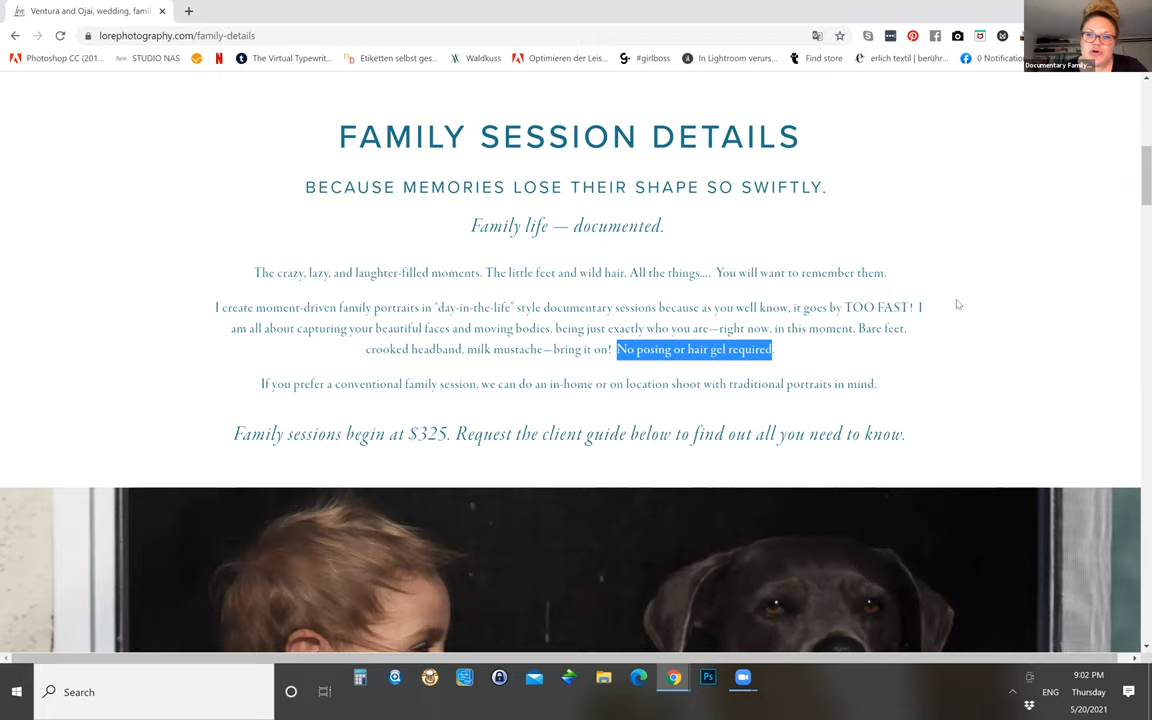 Ventura and Ojai, wedding, famil
lorephotography.com/family-details
Photoshop CC (201...
STUDIO NAS
The Virtual Typewrit...
Etiketten selbst ges...
Waldkuss
Optimieren der Leis...
#girlboss
In Lightroom verurs...
Find store
erlich textil | berühr...
0 Notification
Documentary Family...
FAMILY SESSION DETAILS
BECAUSE MEMORIES LOSE THEIR SHAPE SO SWIFTLY.
Family life — documented.
The crazy, lazy, and laughter-filled moments. The little feet and wild hair. All the things.... You will want to remember them.
I create moment-driven family portraits in "day-in-the-life" style documentary sessions because as you well know, it goes by TOO FAST! I
am all about capturing your beautiful faces and moving bodies, being just exactly who you are—right now, in this moment. Bare feet,
crooked headband, milk mustache—bring it on! No posing or hair gel required.
If you prefer a conventional family session, we can do an in-home or on location shoot with traditional portraits in mind.
Family sessions begin at $325. Request the client guide below to find out all you need to know.
Search
Ps
9:02 PM
ENG
Thursday
5/20/2021